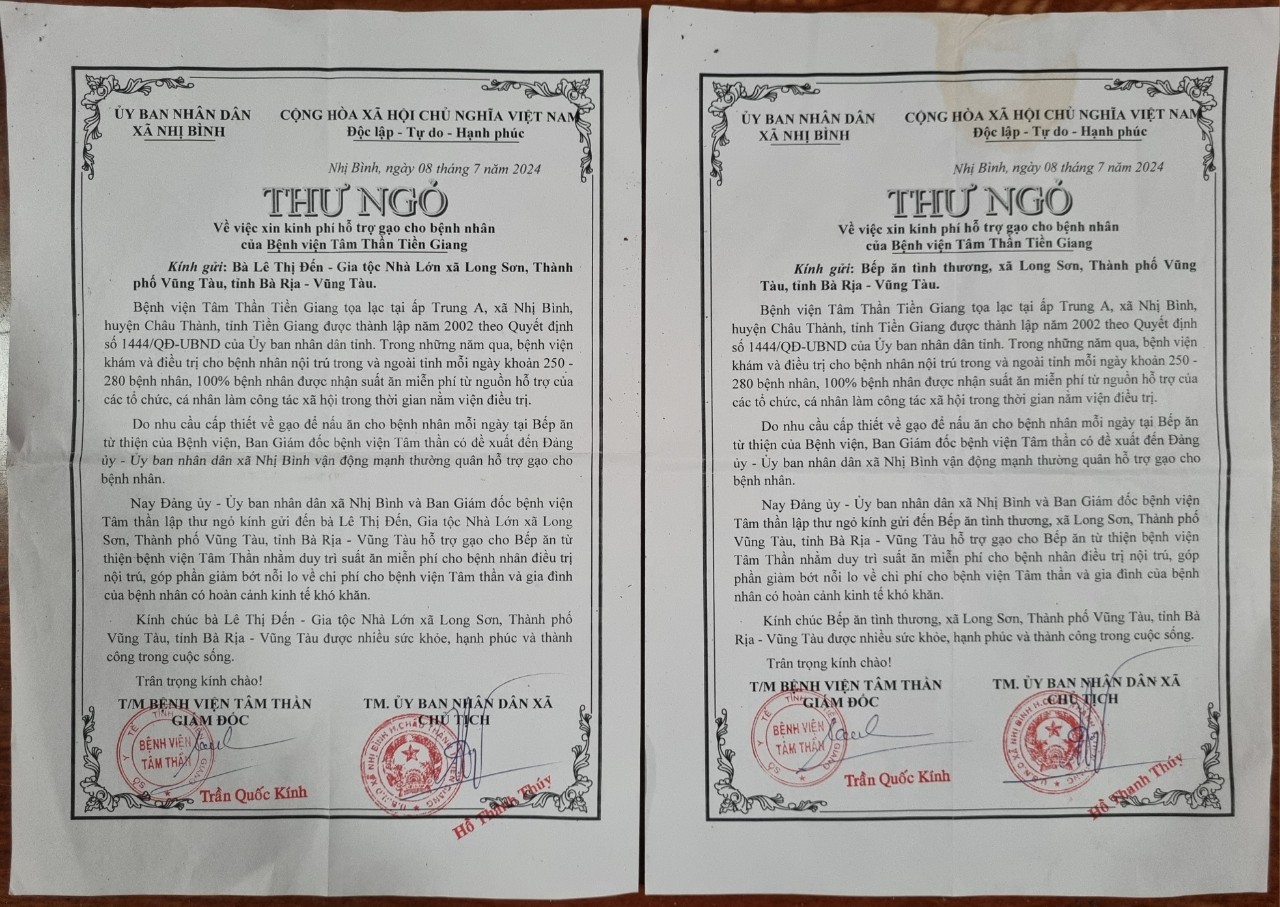 ỦY BAN NHÂN DÂN
XÃ NHỊ BÌNH
CỘNG HÒA XÃ HỘI CHỦ NGHĨA VIỆT NAM
Độc lập - Tự do - Hạnh phúc
Nhị Bình, ngày 08 tháng 7 năm 2024
THƯ NGỎ
Về việc xin kinh phí hỗ trợ gạo cho bệnh nhân
của Bệnh viện Tâm Thần Tiền Giang
Kính gửi: Bà Lê Thị Đến - Gia tộc Nhà Lớn xã Long Sơn, Thành
phố Vũng Tàu, tỉnh Bà Rịa - Vũng Tàu.
Bệnh viện Tâm Thần Tiền Giang tọa lạc tại ấp Trung A, xã Nhị Bình,
huyện Châu Thành, tỉnh Tiền Giang được thành lập năm 2002 theo Quyết định
số 1444/QĐ-UBND của Ủy ban nhân dân tỉnh. Trong những năm qua, bệnh viện
khám và điều trị cho bệnh nhân nội trú trong và ngoài tỉnh mỗi ngày khoản 250 -
280 bệnh nhân, 100% bệnh nhân được nhận suất ăn miễn phí từ nguồn hỗ trợ của
các tổ chức, cá nhân làm công tác xã hội trong thời gian nằm viện điều trị.
Do nhu cầu cấp thiết về gạo để nấu ăn cho bệnh nhân mỗi ngày tại Bếp ăn
từ thiện của Bệnh viện, Ban Giám đốc bệnh viện Tâm thần có đề xuất đến Đảng
ủy - Ủy ban nhân dân xã Nhị Bình vận động mạnh thường quân hỗ trợ gạo cho
bệnh nhân.
Nay Đảng ủy - Ủy ban nhân dân xã Nhị Bình và Ban Giám đốc bệnh viện
Tâm thần lập thư ngỏ kính gửi đến bà Lê Thị Đến, Gia tộc Nhà Lớn xã Long
Sơn, Thành phố Vũng Tàu, tỉnh Bà Rịa - Vũng Tàu hỗ trợ gạo cho Bếp ăn từ
thiện bệnh viện Tâm Thần nhằm duy trì suất ăn miễn phí cho bệnh nhân điều trị
nội trú, góp phần giảm bớt nỗi lo về chi phí cho bệnh viện Tâm thần và gia đình
của bệnh nhân có hoàn cảnh kinh tế khó khăn.
Kính chúc bà Lê Thị Đến - Gia tộc Nhà Lớn xã Long Sơn, Thành phố
Vũng Tàu, tỉnh Bà Rịa - Vũng Tàu được nhiều sức khỏe, hạnh phúc và thành
công trong cuộc sống.
Trân trọng kính chào!
T/M BỆNH VIỆN TÂM THẦN
GIÁM ĐỐC
BỆNH VIỆN
TÂM THẦN
Trần Quốc Kính
TM. ỦY BAN NHÂN DÂN XÃ
CHỦ TỊCH
Hồ Thanh Thúy
ỦY BAN NHÂN DÂN
XÃ NHỊ BÌNH
CỘNG HÒA XÃ HỘI CHỦ NGHĨA VIỆT NAM
Độc lập - Tự do - Hạnh phúc
Nhị Bình, ngày 08 tháng 7 năm 2024
THƯ NGỎ
Về việc xin kinh phí hỗ trợ gạo cho bệnh nhân
của Bệnh viện Tâm Thần Tiền Giang
Kính gửi: Bếp ăn tình thương, xã Long Sơn, Thành phố Vũng
Tàu, tỉnh Bà Rịa - Vũng Tàu.
Bệnh viện Tâm Thần Tiền Giang tọa lạc tại ấp Trung A, xã Nhị Bình,
huyện Châu Thành, tỉnh Tiền Giang được thành lập năm 2002 theo Quyết định
số 1444/QĐ-UBND của Ủy ban nhân dân tỉnh. Trong những năm qua, bệnh viện
khám và điều trị cho bệnh nhân nội trú trong và ngoài tỉnh mỗi ngày khoản 250 -
280 bệnh nhân, 100% bệnh nhân được nhận suất ăn miễn phí từ nguồn hỗ trợ của
các tổ chức, cá nhân làm công tác xã hội trong thời gian nằm viện điều trị.
Do nhu cầu cấp thiết về gạo để nấu ăn cho bệnh nhân mỗi ngày tại Bếp ăn
từ thiện của Bệnh viện, Ban Giám đốc bệnh viện Tâm thần có đề xuất đến Đảng
ủy - Ủy ban nhân dân xã Nhị Bình vận động mạnh thường quân hỗ trợ gạo cho
bệnh nhân.
Nay Đảng ủy - Ủy ban nhân dân xã Nhị Bình và Ban Giám đốc bệnh viện
Tâm thần lập thư ngỏ kính gửi đến Bếp ăn tình thương, xã Long Sơn, Thành phố
Vũng Tàu, tỉnh Bà Rịa - Vũng Tàu hỗ trợ gạo cho Bếp ăn từ thiện bệnh viện
Tâm Thần nhằm duy trì suất ăn miễn phí cho bệnh nhân điều trị nội trú, góp
phần giảm bớt nỗi lo về chi phí cho bệnh viện Tâm thần và gia đình của bệnh
nhân có hoàn cảnh kinh tế khó khăn.
Kính chúc Bếp ăn tình thương, xã Long Sơn, Thành phố Vũng Tàu, tỉnh Bà
Rịa - Vũng Tàu được nhiều sức khỏe, hạnh phúc và thành công trong cuộc sống.
Trân trọng kính chào!
T/M BỆNH VIỆN TÂM THẦN
GIÁM ĐỐC
BỆNH VIỆN
TÂM THẦN
Trần Quốc Kính
TM. ỦY BAN NHÂN DÂN XÃ
CHỦ TỊCH
Hồ Thanh Thúy